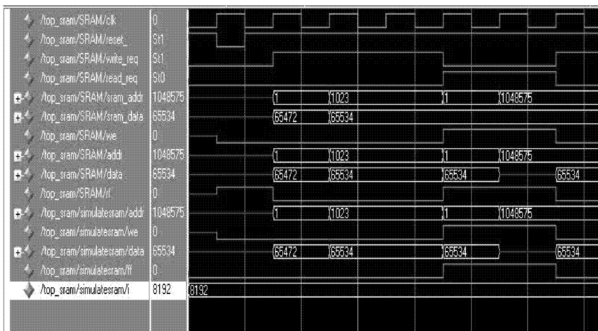 /top_sram/SRAM/clk 0
/top_sram/SRAM/reset_ St1
/top_sram/SRAM/write_req St1
/top_sram/SRAM/read_req St0
/top_sram/SRAM/sram_addr 1048575 1 1023 1 1048575
/top_sram/SRAM/sram_data 65534 65472 65534
/top_sram/SRAM/we 0
/top_sram/SRAM/addr 1048575 1 1023 1 1048575
/top_sram/SRAM/data 65534 65472 65534 65534 65534
/top_sram/SRAM/rl 0
/top_sram/simulatesram/addr 1048575 1 1023 1 1048575
/top_sram/simulatesram/we 0
/top_sram/simulatesram/data 65534 65472 65534 65534 65534
/top_sram/simulatesram/lf 0
/top_sram/simulatesram/i 8192 8192